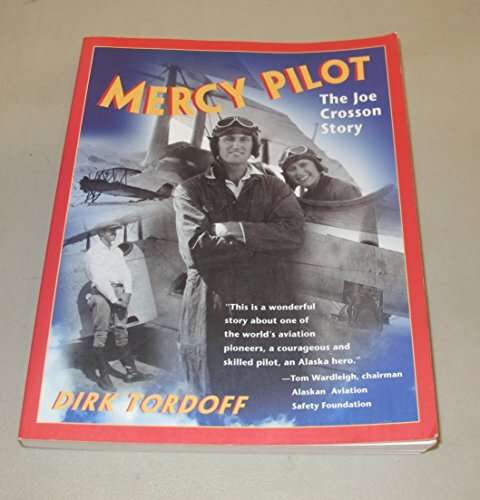 MERCY PILOT
The Joe
Crosson
Story
"This is a wonderful
story about one of
the world's aviation
pioneers, a courageous and
skilled pilot, an Alaska hero."
—Tom Wardleigh, chairman
Alaskan Aviation
Safety Foundation
DIRK TORDOFF